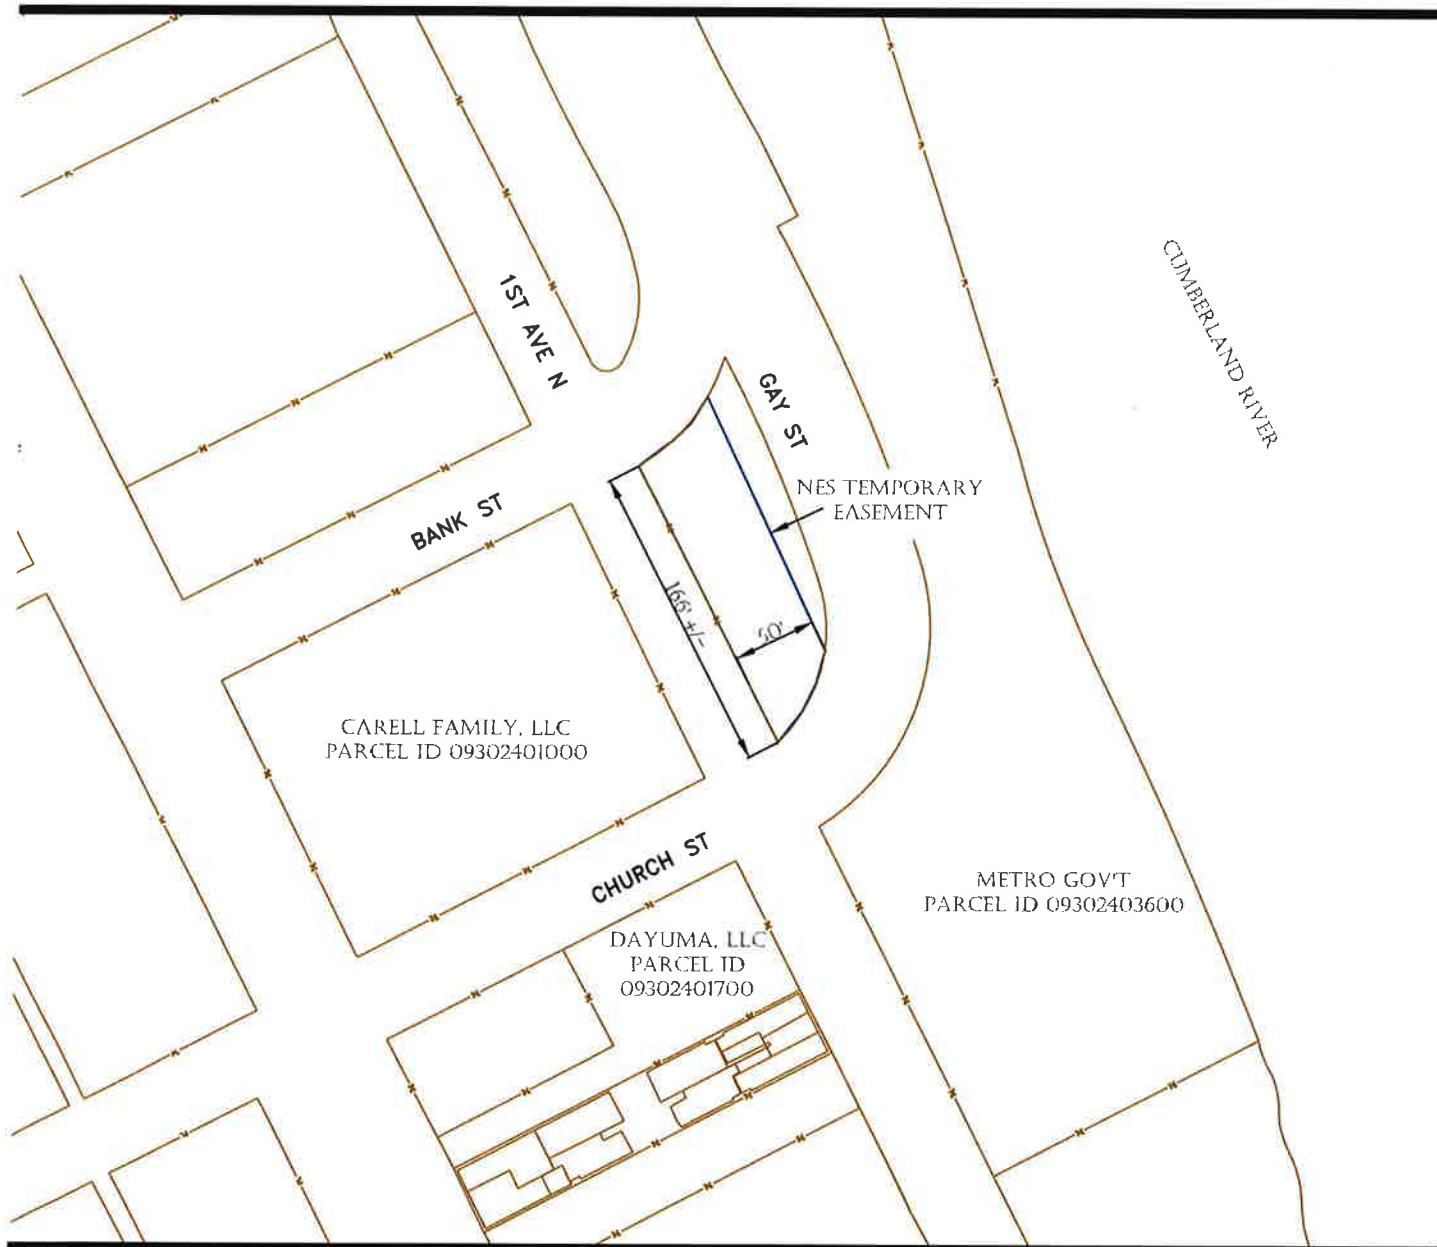 CUMBERLAND RIVER
1ST AVE N
GAY ST
NES TEMPORARY
EASEMENT
BANK ST
166' +/-
50'
CARELL FAMILY, LLC
PARCEL ID 09302401000
CHURCH ST
METRO GOV'T
PARCEL ID 09302403600
DAYUMA, LLC
PARCEL ID
09302401700